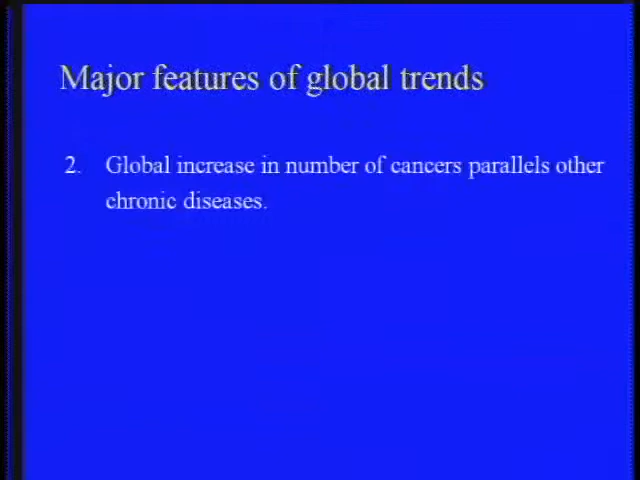 Major features of global trends
2. Global increase in number of cancers parallels other
chronic diseases.